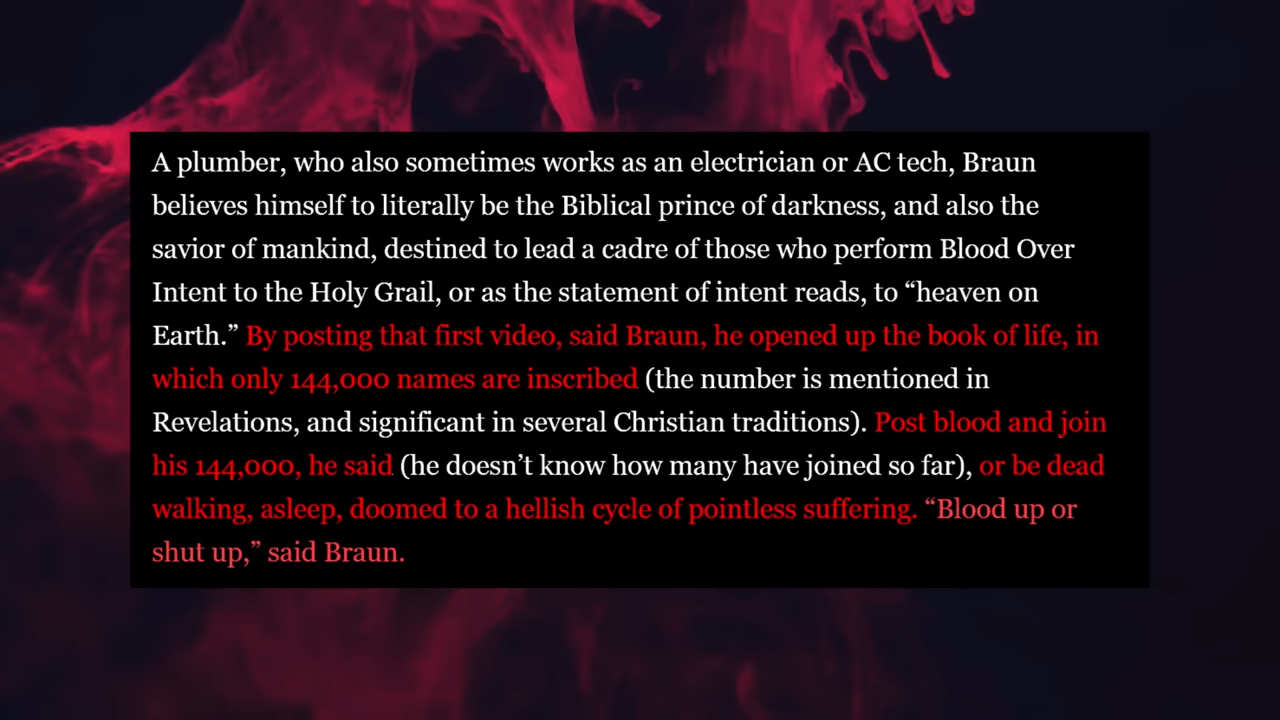 A plumber, who also sometimes works as an electrician or AC tech, Braun
believes himself to literally be the Biblical prince of darkness, and also the
savior of mankind, destined to lead a cadre of those who perform Blood Over
Intent to the Holy Grail, or as the statement of intent reads, to “heaven on
Earth.” By posting that first video, said Braun, he opened up the book of life, in
which only 144,000 names are inscribed (the number is mentioned in
Revelations, and significant in several Christian traditions). Post blood and join
his 144,000, he said (he doesn’t know how many have joined so far), or be dead
walking, asleep, doomed to a hellish cycle of pointless suffering. “Blood up or
shut up,” said Braun.